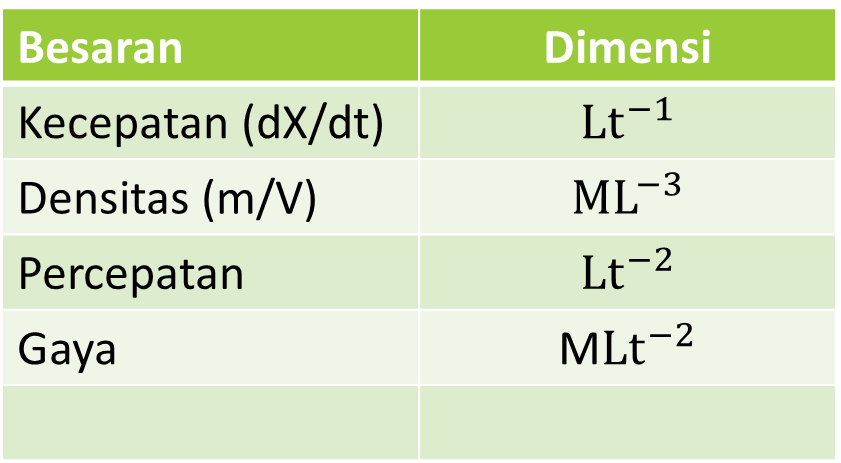 Besaran Dimensi
Kecepatan (dX/dt) Lt⁻¹
Densitas (m/V) ML⁻³
Percepatan Lt⁻²
Gaya MLt⁻²